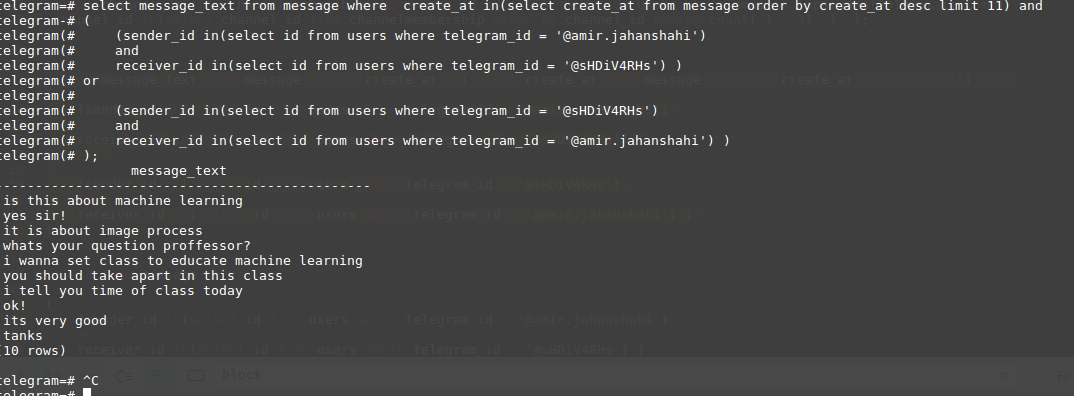 telegram=# select message_text from message where  create_at in(select create_at from message order by create_at desc limit 11) and
telegram-# (
telegram(#     (sender_id in(select id from users where telegram_id = '@amir.jahanshahi')
telegram(#     and
telegram(#     receiver_id in(select id from users where telegram_id = '@sHDiV4RHs') )
telegram(# or
telegram(#
telegram(#     (sender_id in(select id from users where telegram_id = '@sHDiV4RHs')
telegram(#     and
telegram(#     receiver_id in(select id from users where telegram_id = '@amir.jahanshahi') )
telegram(# );
message_text
-----------------------------------------------
is this about machine learning
yes sir!
it is about image process
whats your question proffessor?
i wanna set class to educate machine learning
you should take apart in this class
i tell you time of class today
ok!
its very good
tanks
(10 rows)
telegram=# ^C
block
telegram=#